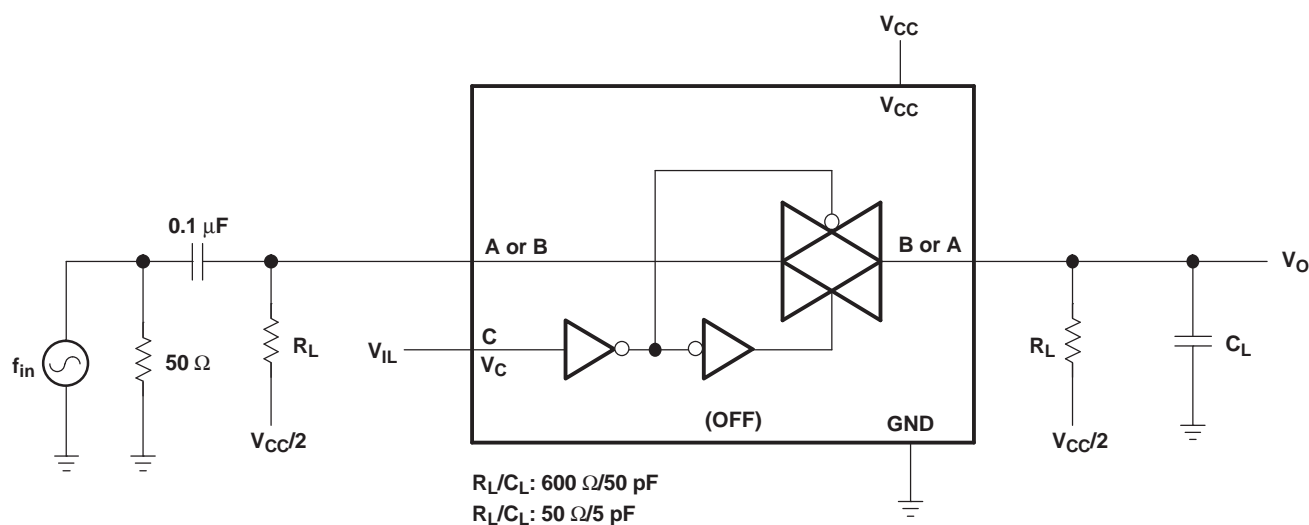 VCC
VCC
0.1 μF
A or B
B or A
VO
fin
50 Ω
RL
VCC/2
VIL
C
VC
(OFF)
GND
RL
VCC/2
CL
RL/CL: 600 Ω/50 pF
RL/CL: 50 Ω/5 pF